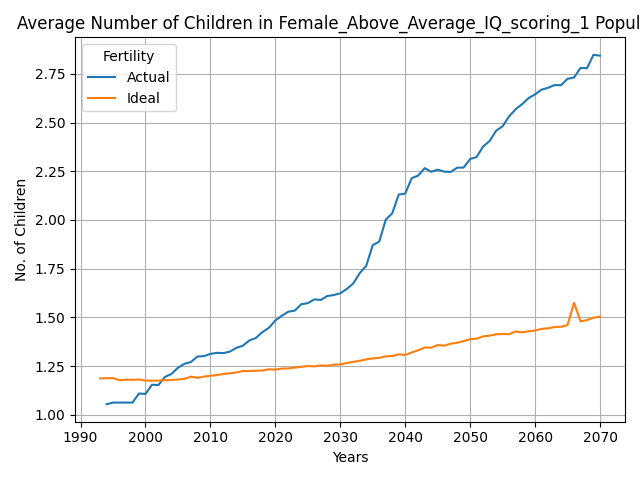 Average Number of Children in Female_Above_Average_IQ_scoring_1 Popul
Fertility
Actual
Ideal
No. of Children
2.75
2.50
2.25
2.00
1.75
1.50
1.25
1.00
1990 2000 2010 2020 2030 2040 2050 2060 2070
Years